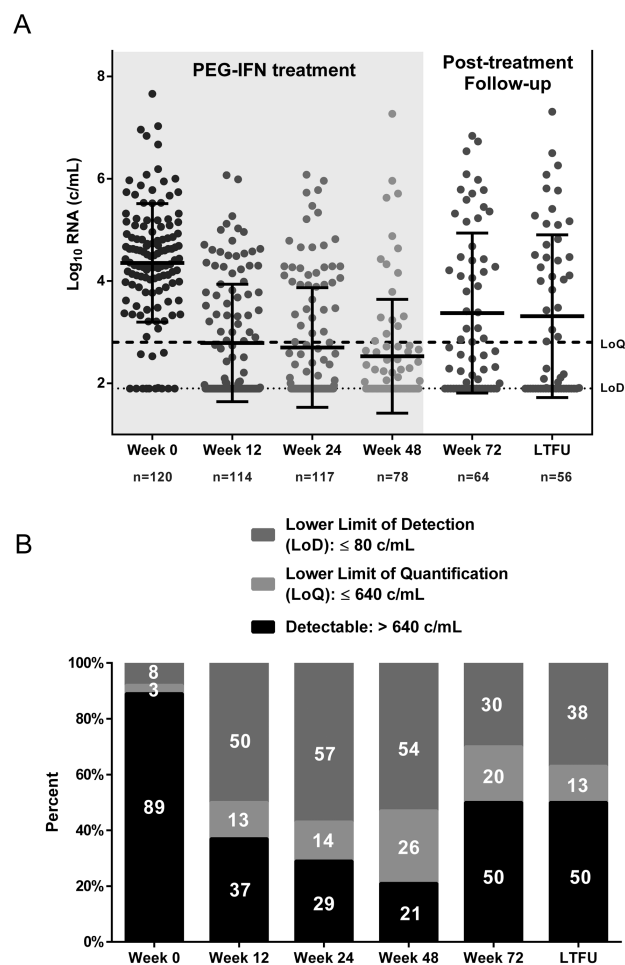 A
PEG-IFN treatment
Post-treatment
Follow-up
Log10 RNA (c/mL)
8
6
4
2
LoQ
LoD
Week 0
Week 12
Week 24
Week 48
Week 72
LTFU
n=120
n=114
n=117
n=78
n=64
n=56
B
Lower Limit of Detection
(LoD): ≤ 80 c/mL
Lower Limit of Quantification
(LoQ): ≤ 640 c/mL
Detectable: > 640 c/mL
Percent
100%
80%
60%
40%
20%
0%
8
3
89
50
13
37
57
14
29
54
26
21
30
20
50
38
13
50
Week 0
Week 12
Week 24
Week 48
Week 72
LTFU